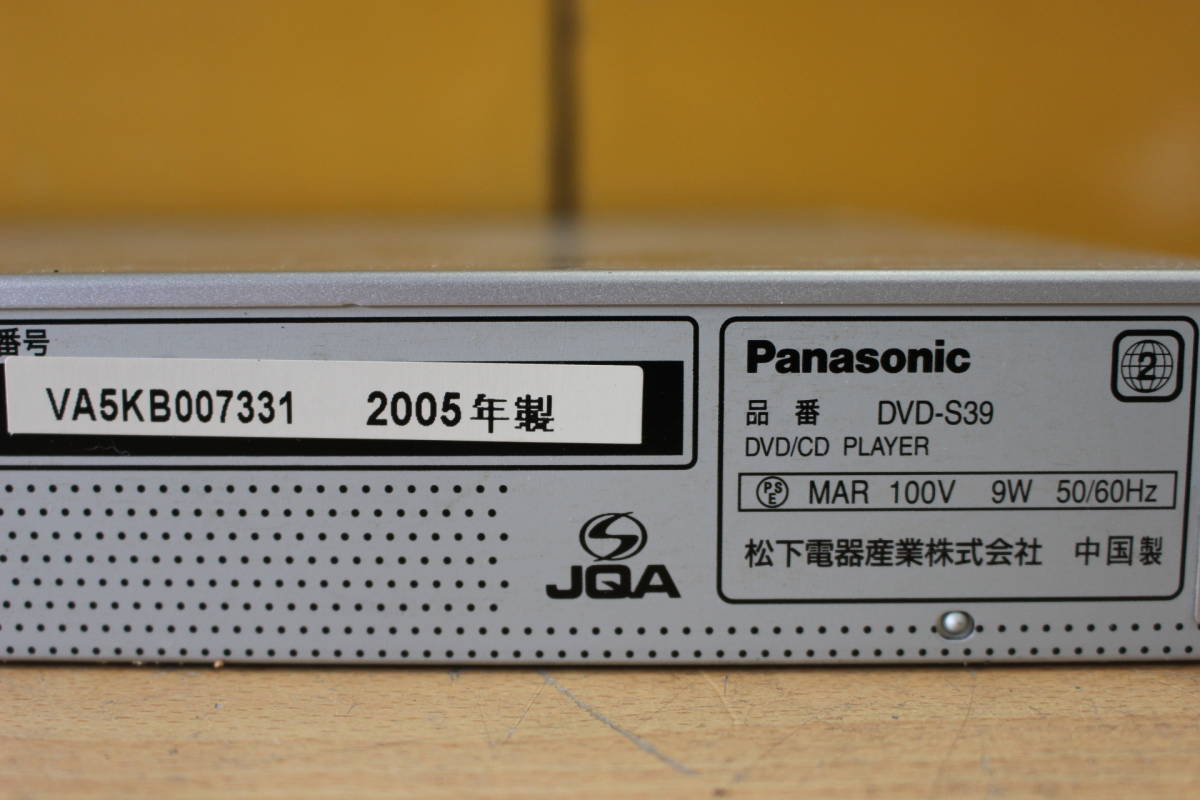 番号
VA5KB007331 2005年製
JQA
Panasonic
2
品番 DVD-S39
DVD/CD PLAYER
PSE MAR 100V 9W 50/60Hz
松下電器産業株式会社 中国製